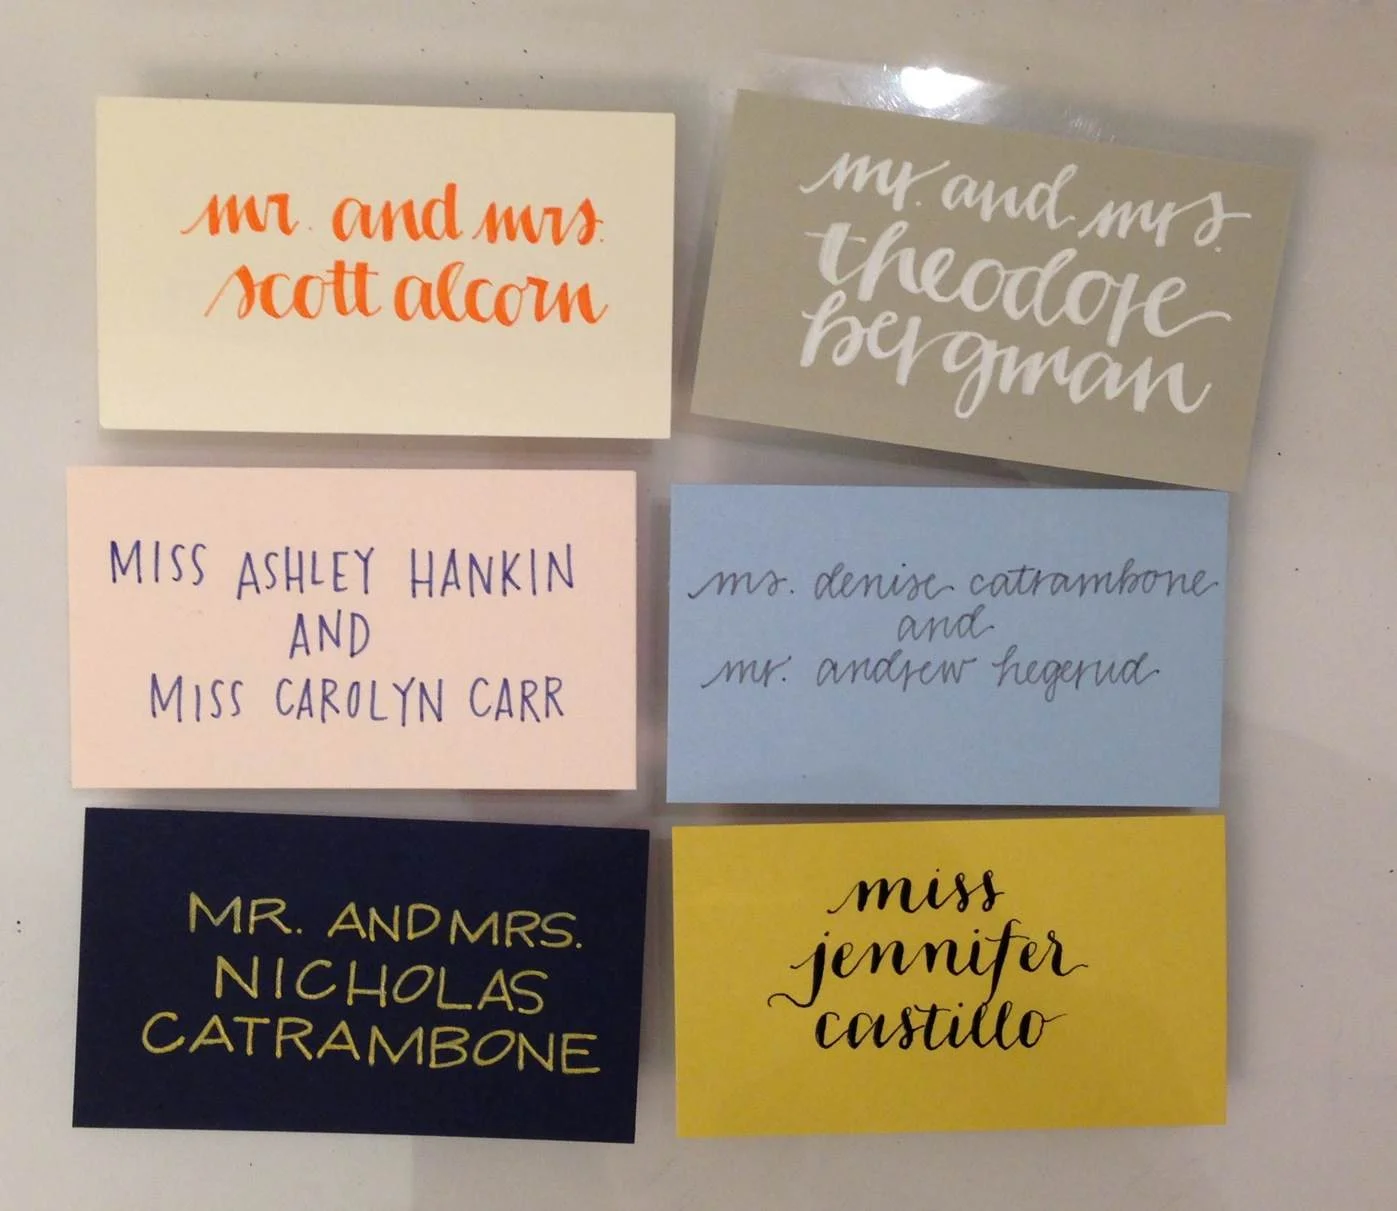 mr. and mrs.
scott alcorn
mr. and mrs.
theodore
bergman
MISS ASHLEY HANKIN
AND
MISS CAROLYN CARR
ms. denise catrambone
and
mr. andrew hegerud
MR. AND MRS.
NICHOLAS
CATRAMBONE
miss
jennifer
castillo